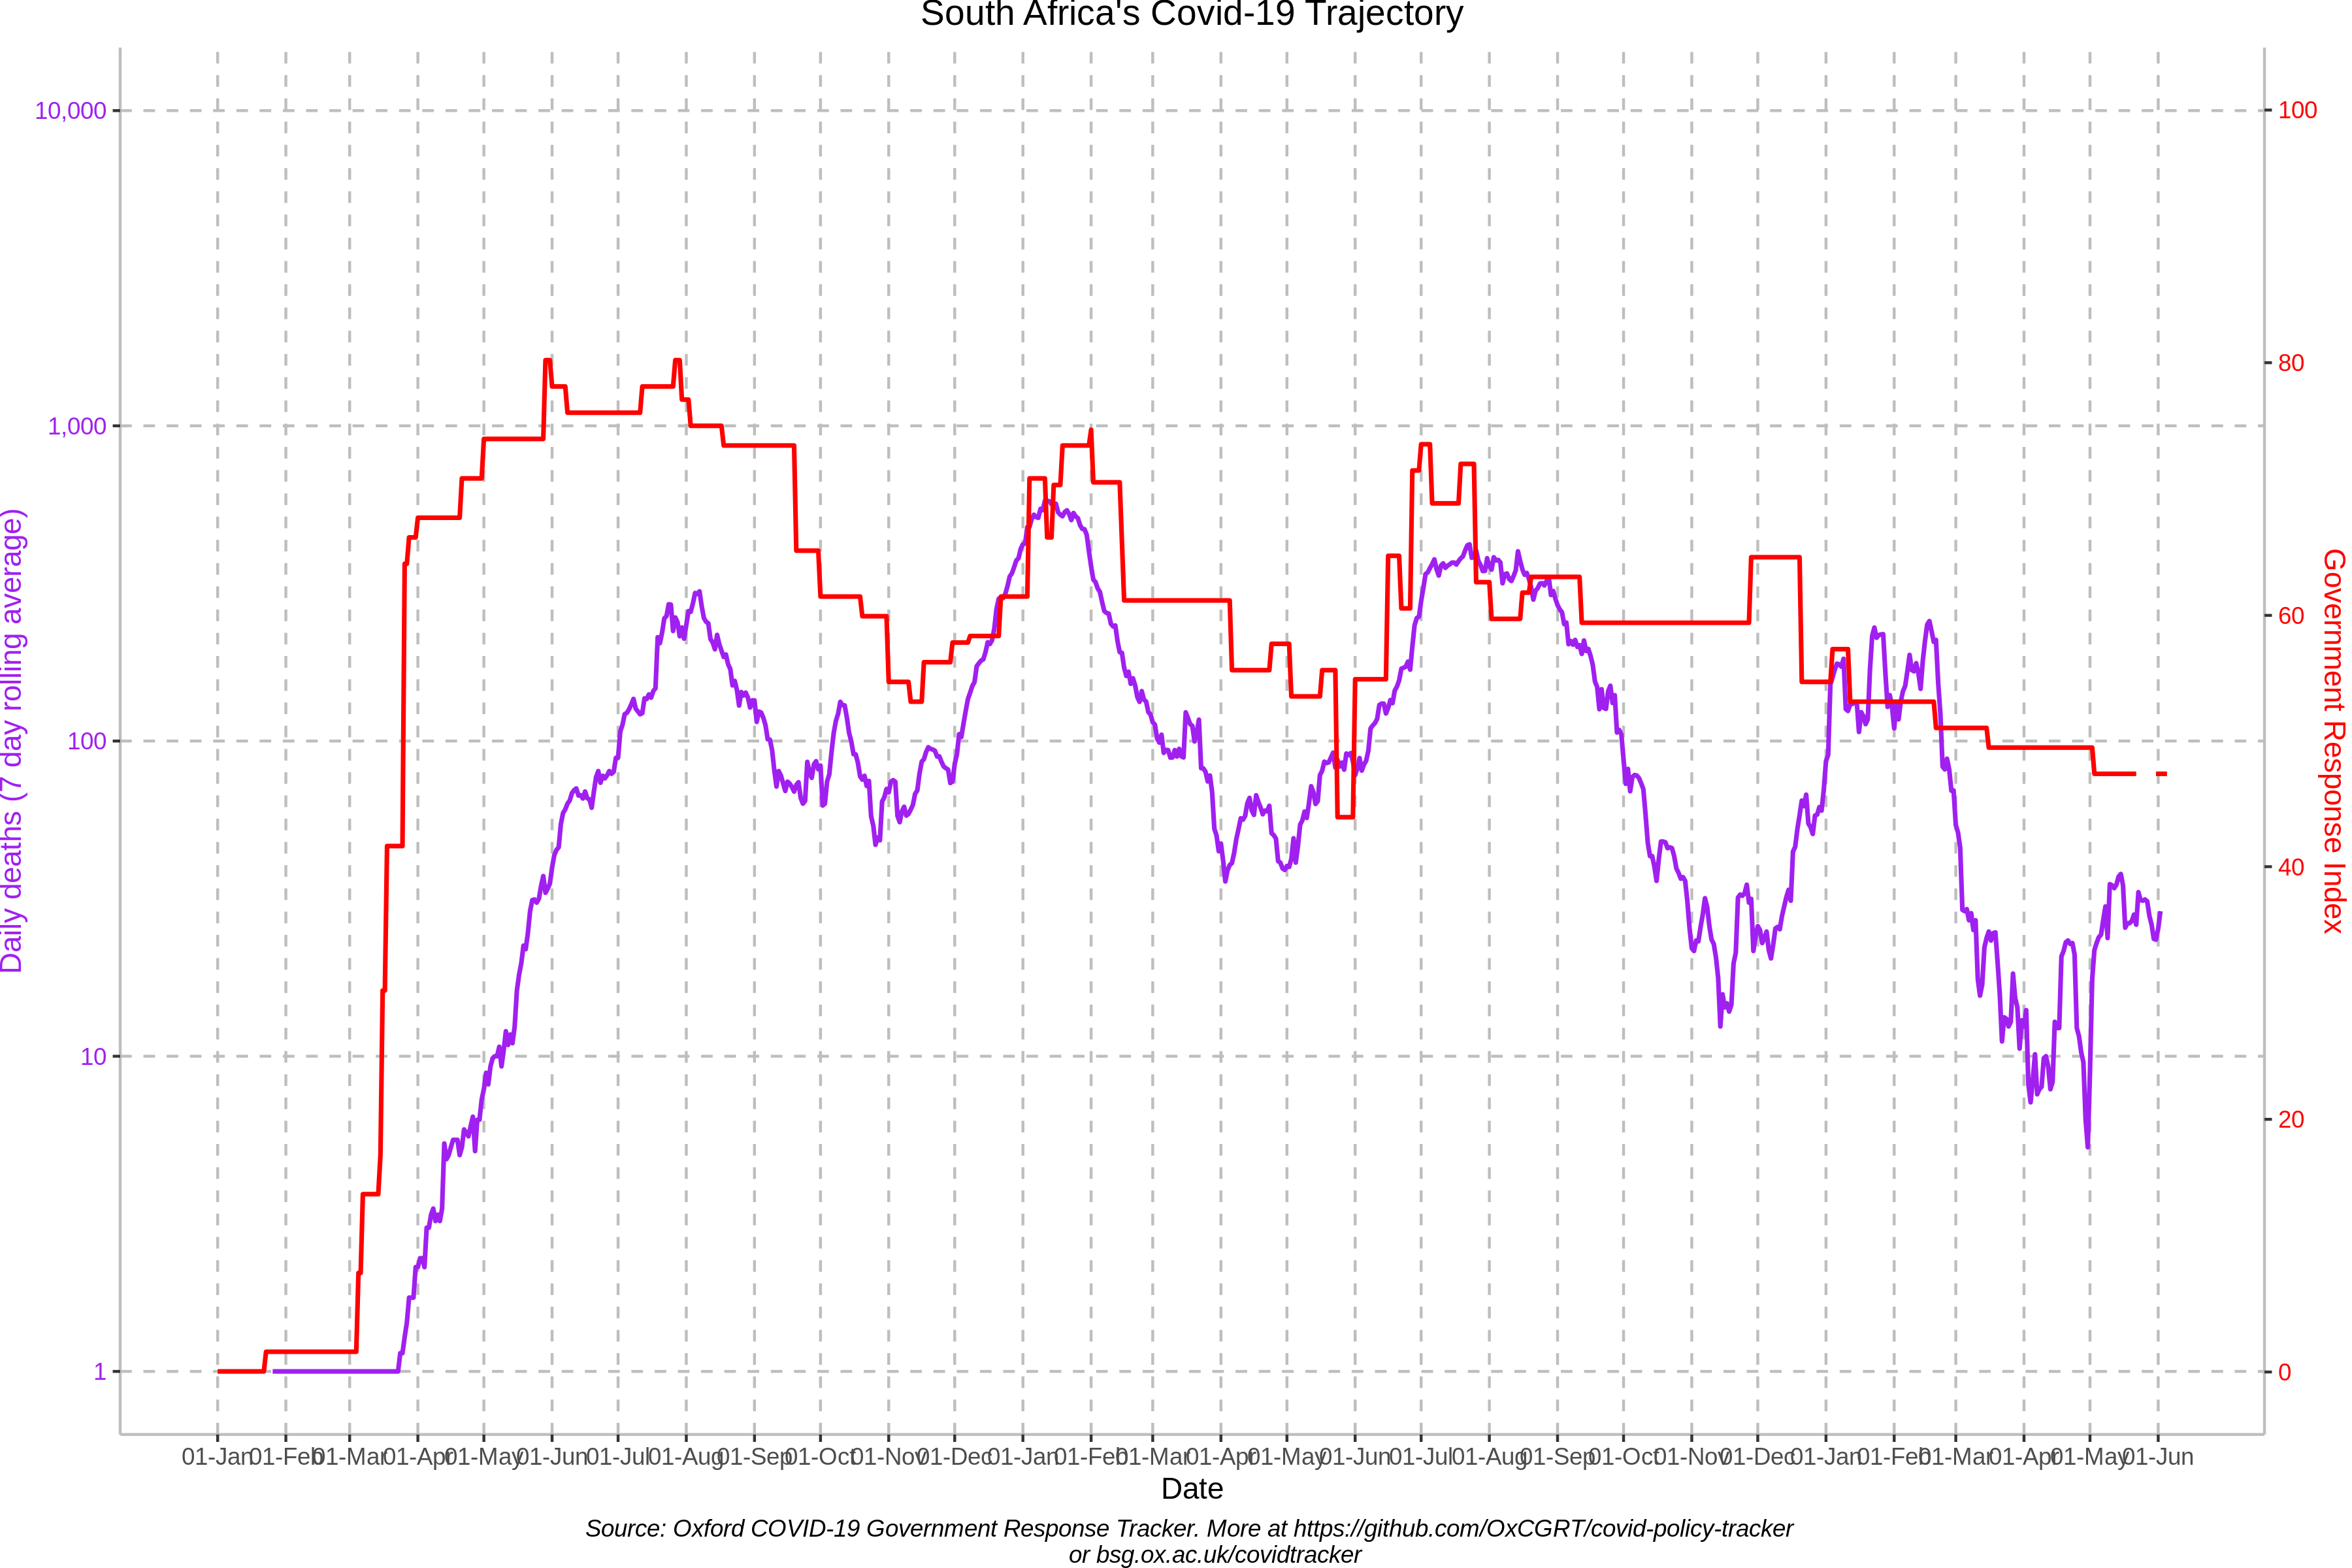 South Africa's Covid-19 Trajectory
10,000
1,000
100
10
1
Daily deaths (7 day rolling average)
100
80
60
40
20
0
Government Response Index
01-Jan 01-Feb 01-Mar 01-Apr 01-May 01-Jun 01-Jul 01-Aug 01-Sep 01-Oct 01-Nov 01-Dec 01-Jan 01-Feb 01-Mar 01-Apr 01-May 01-Jun 01-Jul 01-Aug 01-Sep 01-Oct 01-Nov 01-Dec 01-Jan 01-Feb 01-Mar 01-Apr 01-May 01-Jun
Date
Source: Oxford COVID-19 Government Response Tracker. More at https://github.com/OxCGRT/covid-policy-tracker
or bsg.ox.ac.uk/covidtracker